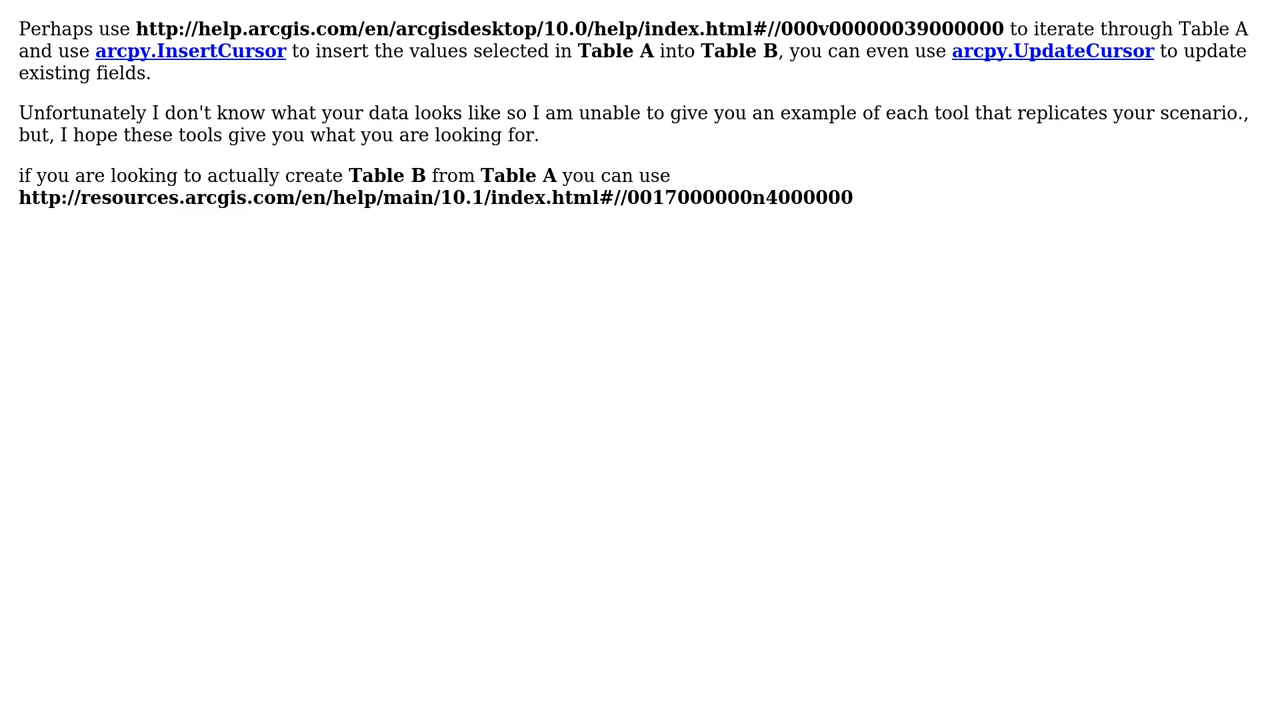 Perhaps use http://help.arcgis.com/en/arcgisdesktop/10.0/help/index.html#//000v00000039000000 to iterate through Table A
and use arcpy.InsertCursor to insert the values selected in Table A into Table B, you can even use arcpy.UpdateCursor to update
existing fields.
Unfortunately I don't know what your data looks like so I am unable to give you an example of each tool that replicates your scenario.,
but, I hope these tools give you what you are looking for.
if you are looking to actually create Table B from Table A you can use
http://resources.arcgis.com/en/help/main/10.1/index.html#//0017000000n4000000